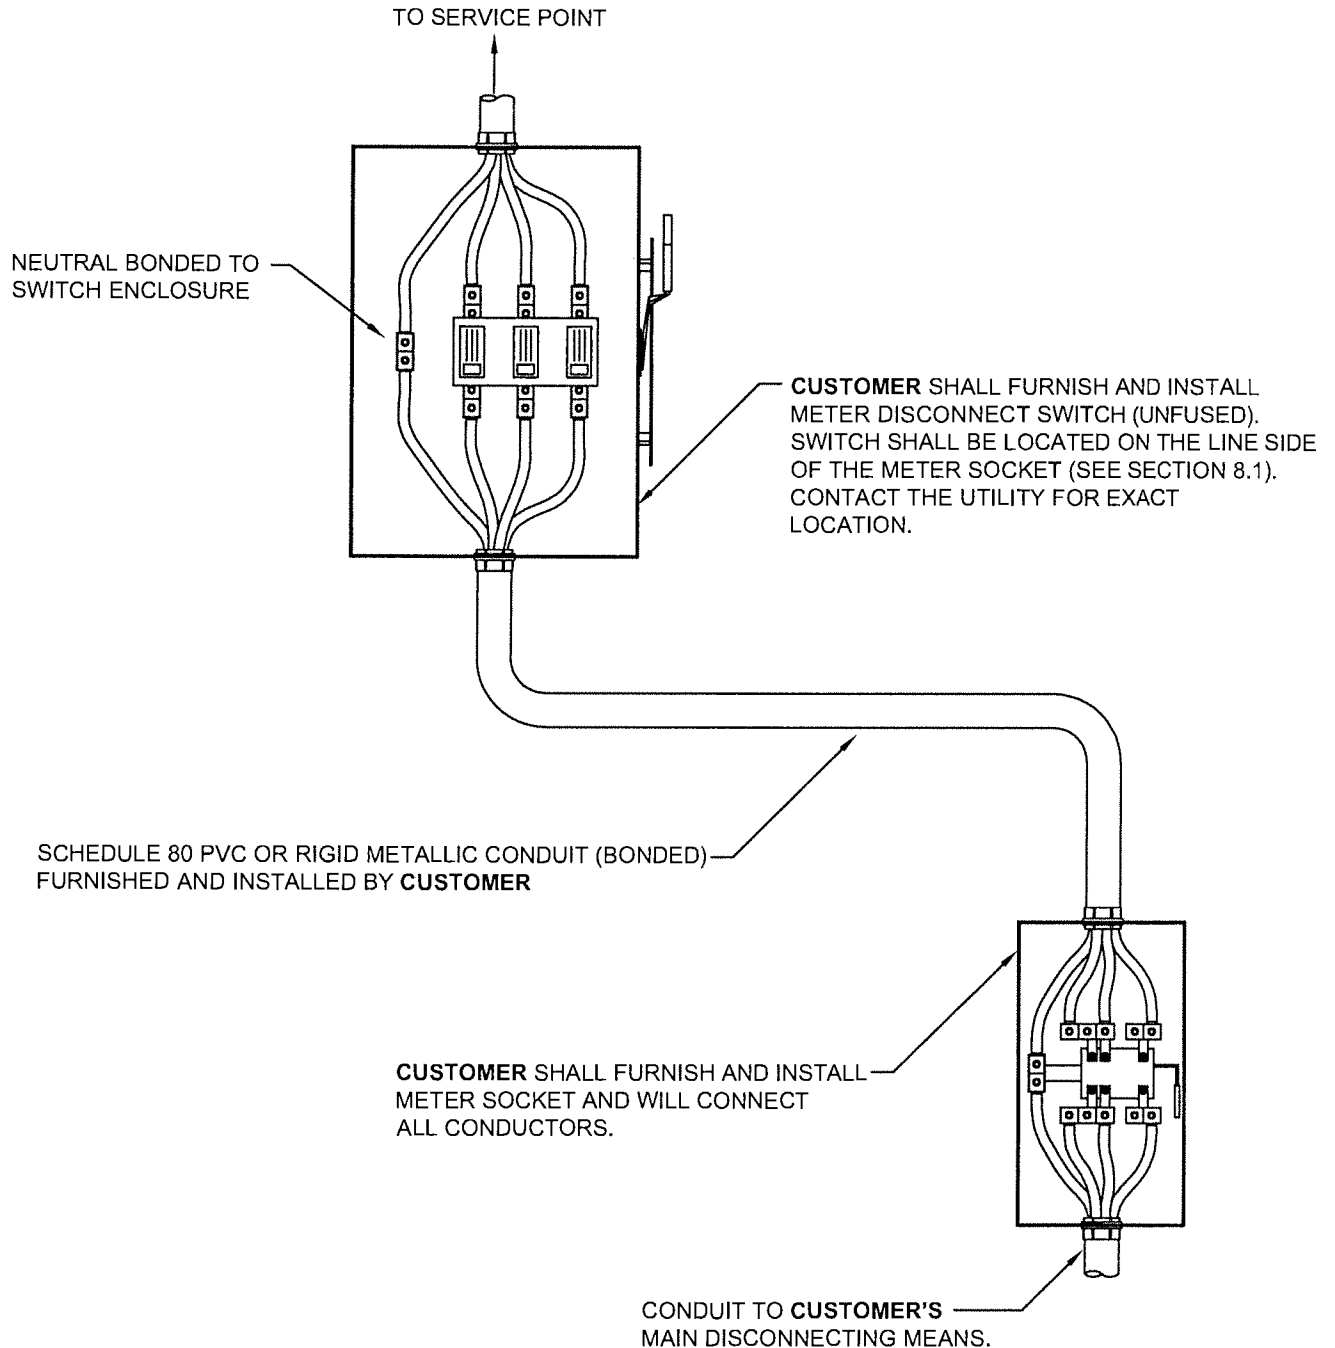 TO SERVICE POINT
NEUTRAL BONDED TO
SWITCH ENCLOSURE
CUSTOMER SHALL FURNISH AND INSTALL
METER DISCONNECT SWITCH (UNFUSED).
SWITCH SHALL BE LOCATED ON THE LINE SIDE
OF THE METER SOCKET (SEE SECTION 8.1).
CONTACT THE UTILITY FOR EXACT
LOCATION.
SCHEDULE 80 PVC OR RIGID METALLIC CONDUIT (BONDED)
FURNISHED AND INSTALLED BY CUSTOMER
CUSTOMER SHALL FURNISH AND INSTALL
METER SOCKET AND WILL CONNECT
ALL CONDUCTORS.
CONDUIT TO CUSTOMER'S
MAIN DISCONNECTING MEANS.